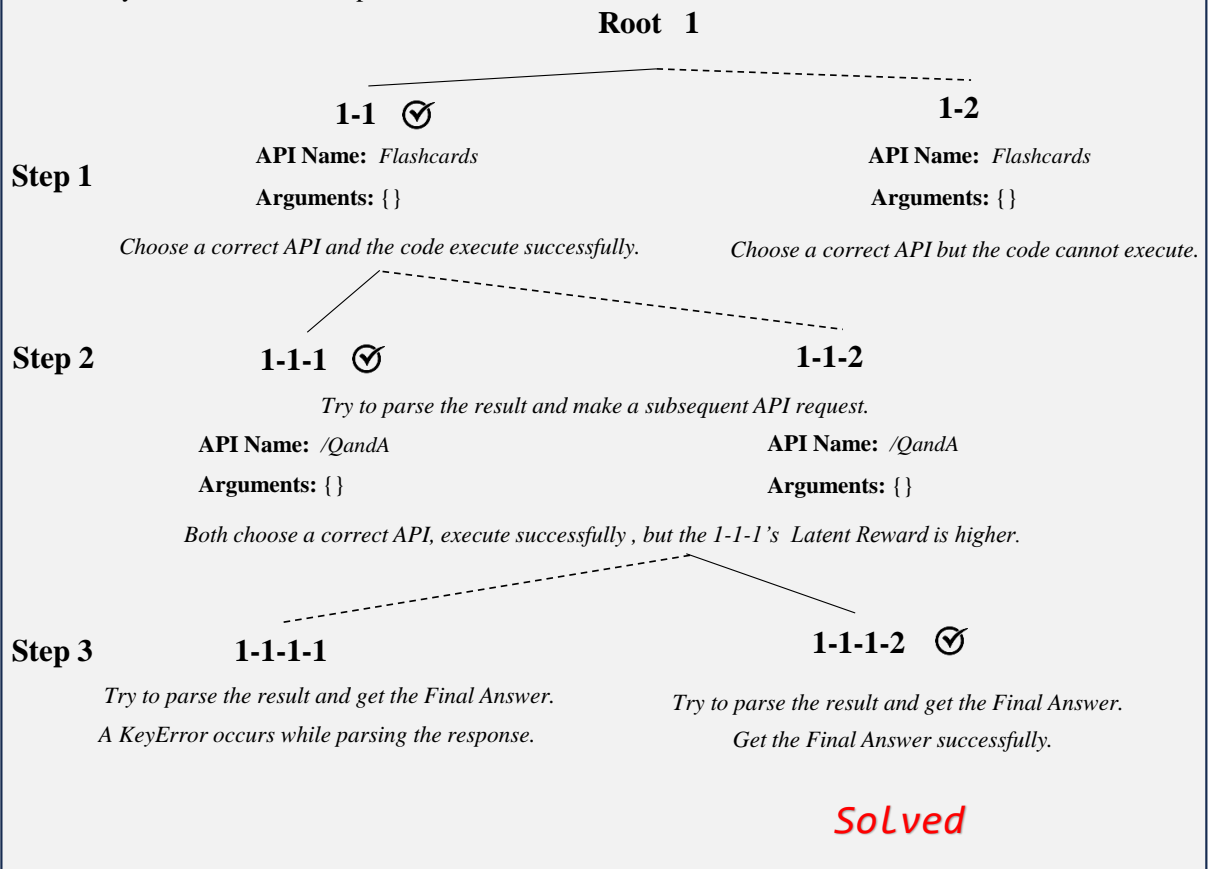 Root 1
1-1
1-2
API Name: Flashcards
API Name: Flashcards
Step 1
Arguments: {}
Arguments: {}
Choose a correct API and the code execute successfully.
Choose a correct API but the code cannot execute.
Step 2
1-1-1
1-1-2
Try to parse the result and make a subsequent API request.
API Name: /QandA
API Name: /QandA
Arguments: {}
Arguments: {}
Both choose a correct API, execute successfully , but the 1-1-1's Latent Reward is higher.
Step 3
1-1-1-1
1-1-1-2
Try to parse the result and get the Final Answer.
Try to parse the result and get the Final Answer.
A KeyError occurs while parsing the response.
Get the Final Answer successfully.
Solved